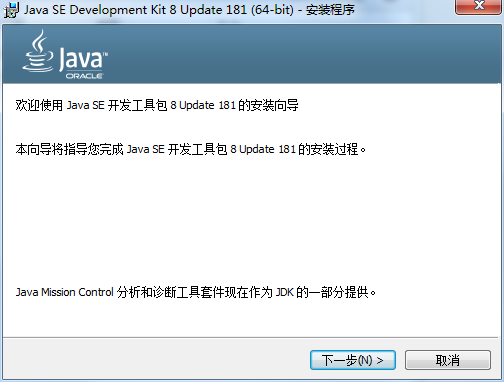 Java SE Development Kit 8 Update 181 (64-bit) - 安装程序
Java™
ORACLE
欢迎使用 Java SE 开发工具包 8 Update 181 的安装向导
本向导将指导您完成 Java SE 开发工具包 8 Update 181 的安装过程。
Java Mission Control 分析和诊断工具套件现在作为 JDK 的一部分提供。
下一步(N) >
取消